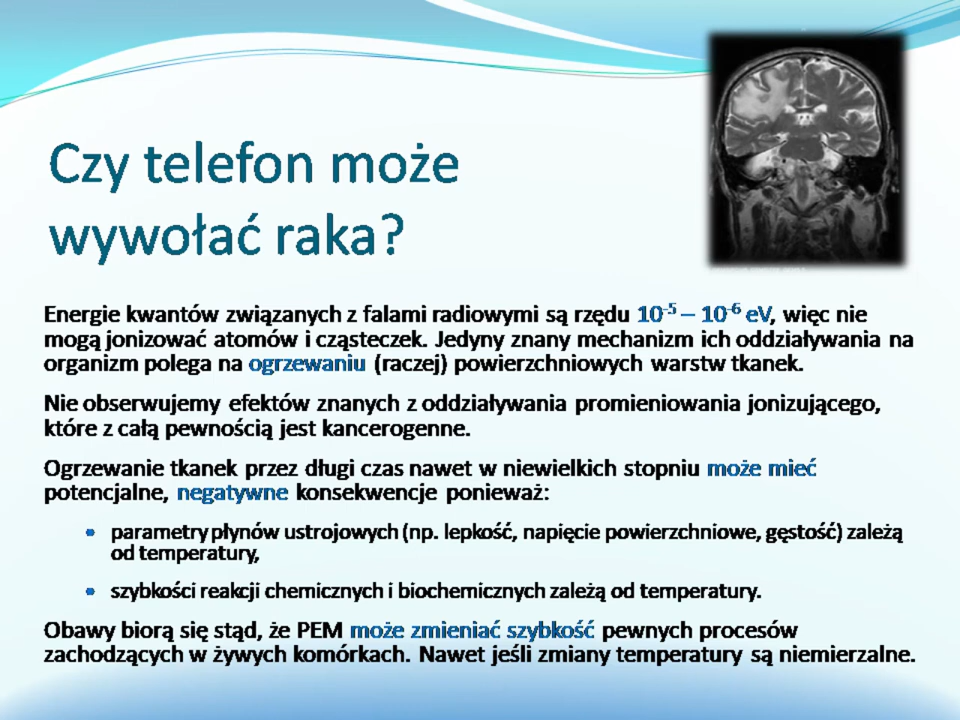 Czy telefon może
wywołać raka?
Energie kwantów związanych z falami radiowymi są rzędu 10⁻⁵ – 10⁻⁶ eV, więc nie
mogą jonizować atomów i cząsteczek. Jedyny znany mechanizm ich oddziaływania na
organizm polega na ogrzewaniu (raczej) powierzchniowych warstw tkanek.
Nie obserwujemy efektów znanych z oddziaływania promieniowania jonizującego,
które z całą pewnością jest kancerogenne.
Ogrzewanie tkanek przez długi czas nawet w niewielkich stopniu może mieć
potencjalne, negatywne konsekwencje ponieważ:
• parametry płynów ustrojowych (np. lepkość, napięcie powierzchniowe, gęstość) zależą
od temperatury,
• szybkości reakcji chemicznych i biochemicznych zależą od temperatury.
Obawy biorą się stąd, że PEM może zmieniać szybkość pewnych procesów
zachodzących w żywych komórkach. Nawet jeśli zmiany temperatury są niemierzalne.